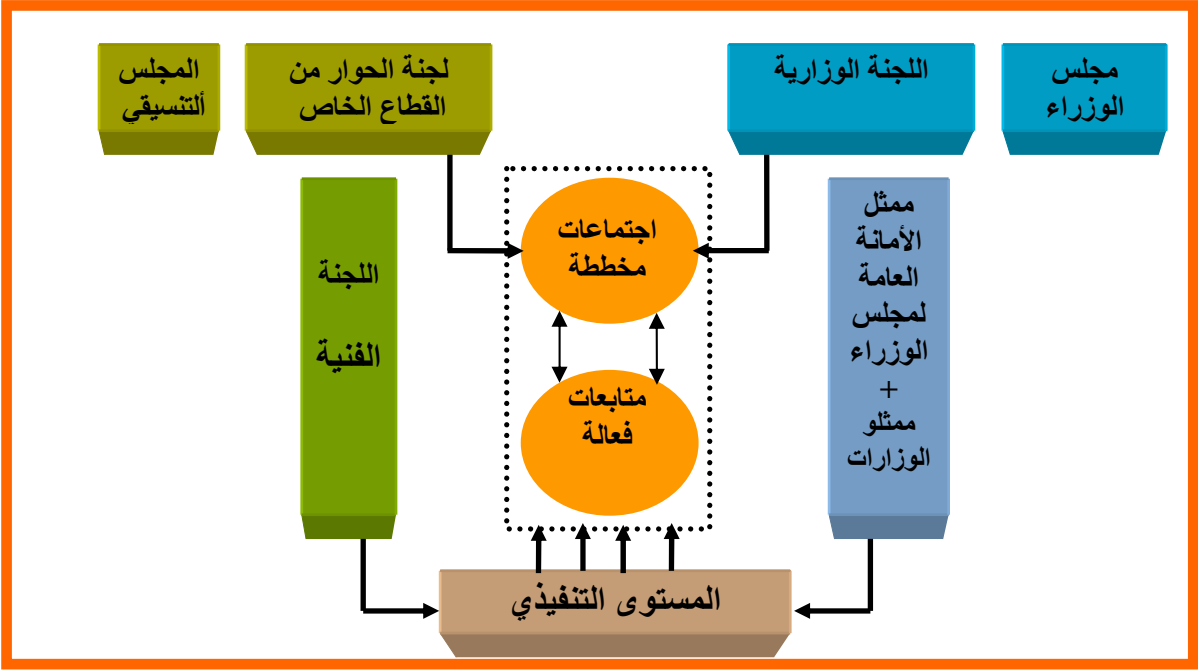 مجلس
الوزراء
اللجنة الوزارية
لجنة الحوار من
القطاع الخاص
المجلس
ألتنسيقي
ممثل
الأمانة
العامة
لمجلس
الوزراء
+
ممثلو
الوزارات
اجتماعات
مخططة
متابعات
فعالة
اللجنة
الفنية
المستوى التنفيذي